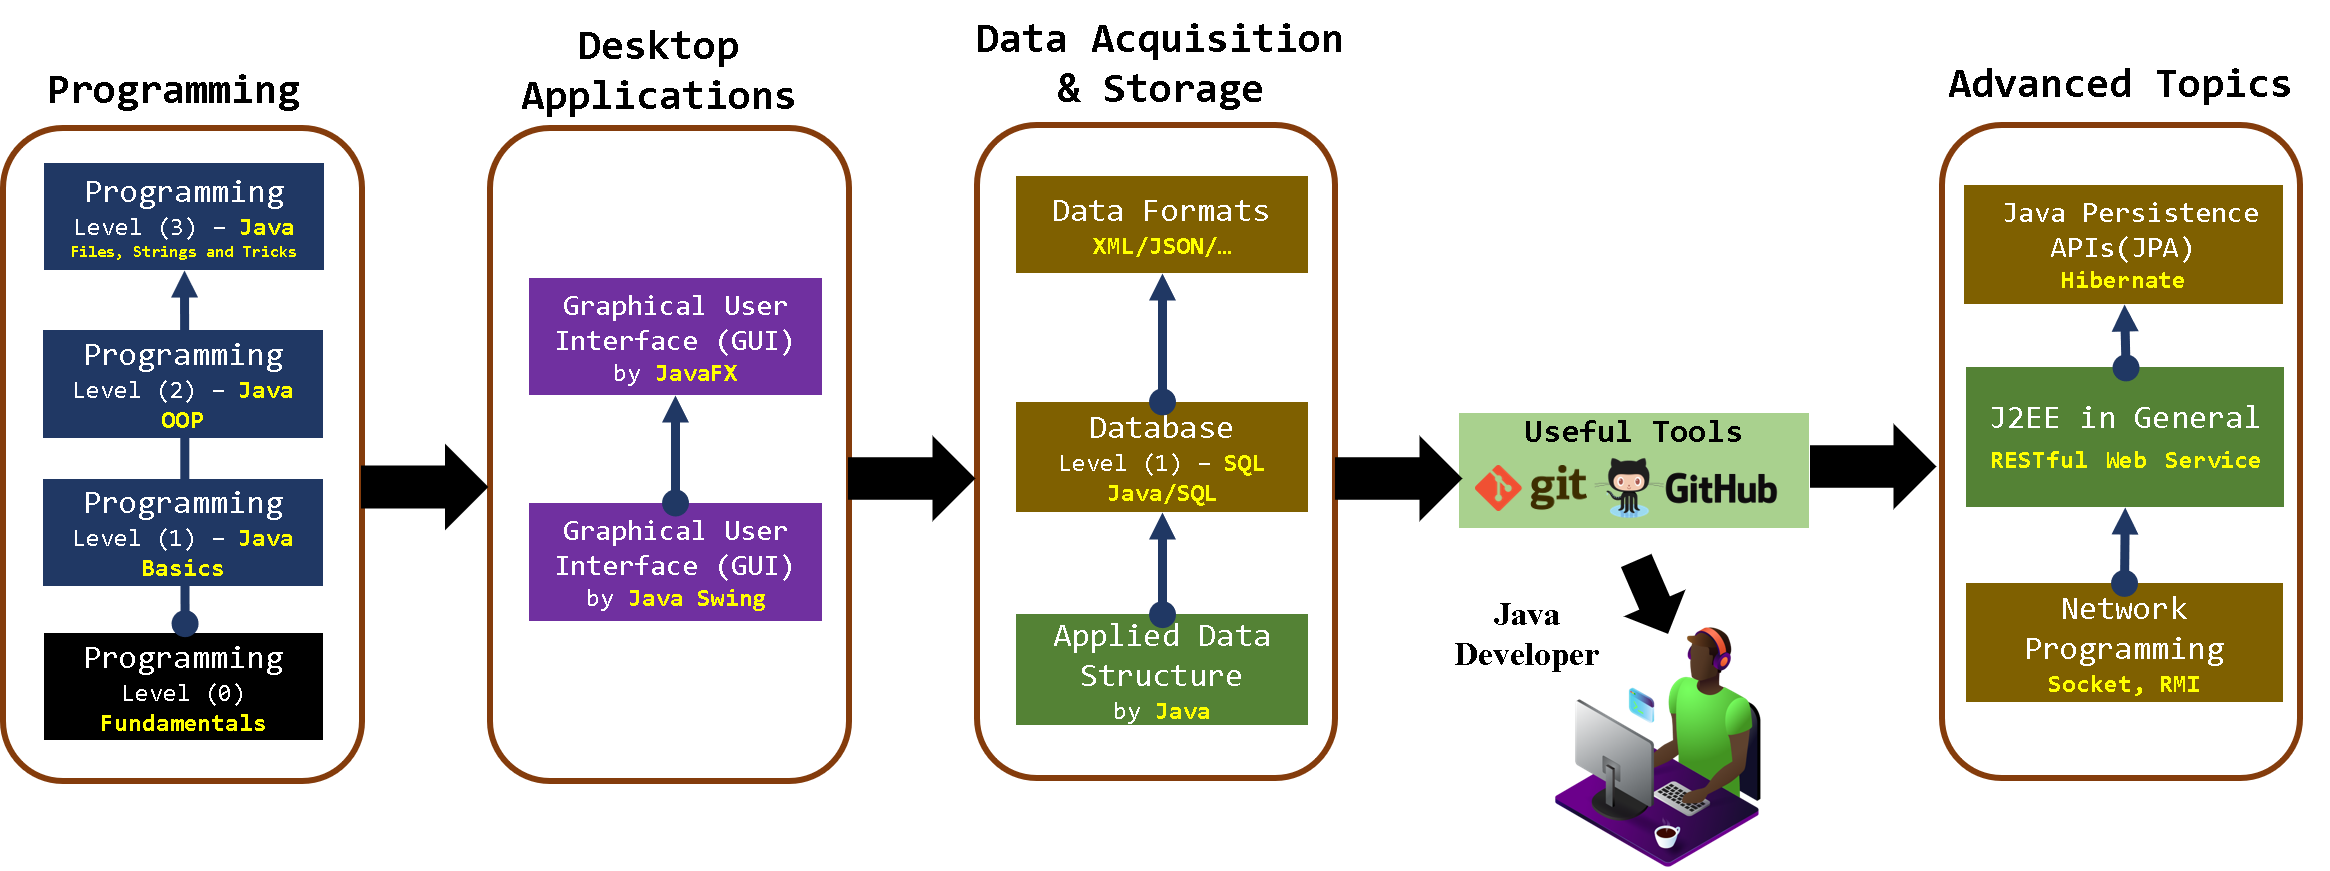 Programming
Programming
Level (3) – Java
Files, Strings and Tricks
Programming
Level (2) – Java
OOP
Programming
Level (1) – Java
Basics
Programming
Level (0)
Fundamentals
Desktop
Applications
Graphical User
Interface (GUI)
by JavaFX
Graphical User
Interface (GUI)
by Java Swing
Data Acquisition
& Storage
Data Formats
XML/JSON/…
Database
Level (1) – SQL
Java/SQL
Applied Data
Structure
by Java
Useful Tools
git GitHub
Java
Developer
Advanced Topics
Java Persistence
APIs(JPA)
Hibernate
J2EE in General
RESTful Web Service
Network
Programming
Socket, RMI